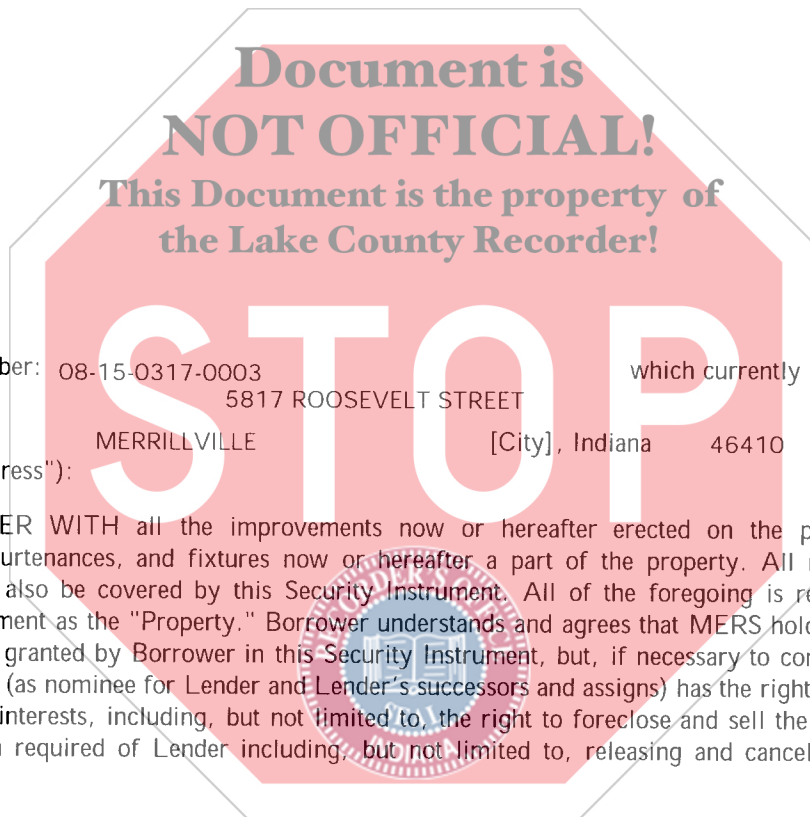 Document is
NOT OFFICIAL!
This Document is the property of
the Lake County Recorder!
STOP
ber: 08-15-0317-0003 which currently
5817 ROOSEVELT STREET
MERRILLVILLE [City], Indiana 46410
ress"):
ER WITH all the improvements now or hereafter erected on the p
urtenances, and fixtures now or hereafter a part of the property. All
also be covered by this Security Instrument. All of the foregoing is re
ment as the "Property." Borrower understands and agrees that MERS hold
granted by Borrower in this Security Instrument, but, if necessary to co
(as nominee for Lender and Lender's successors and assigns) has the right
interests, including, but not limited to, the right to foreclose and sell the
required of Lender including, but not limited to, releasing and cancel
RECORDER'S OFFICE
SEAL
INDIANA